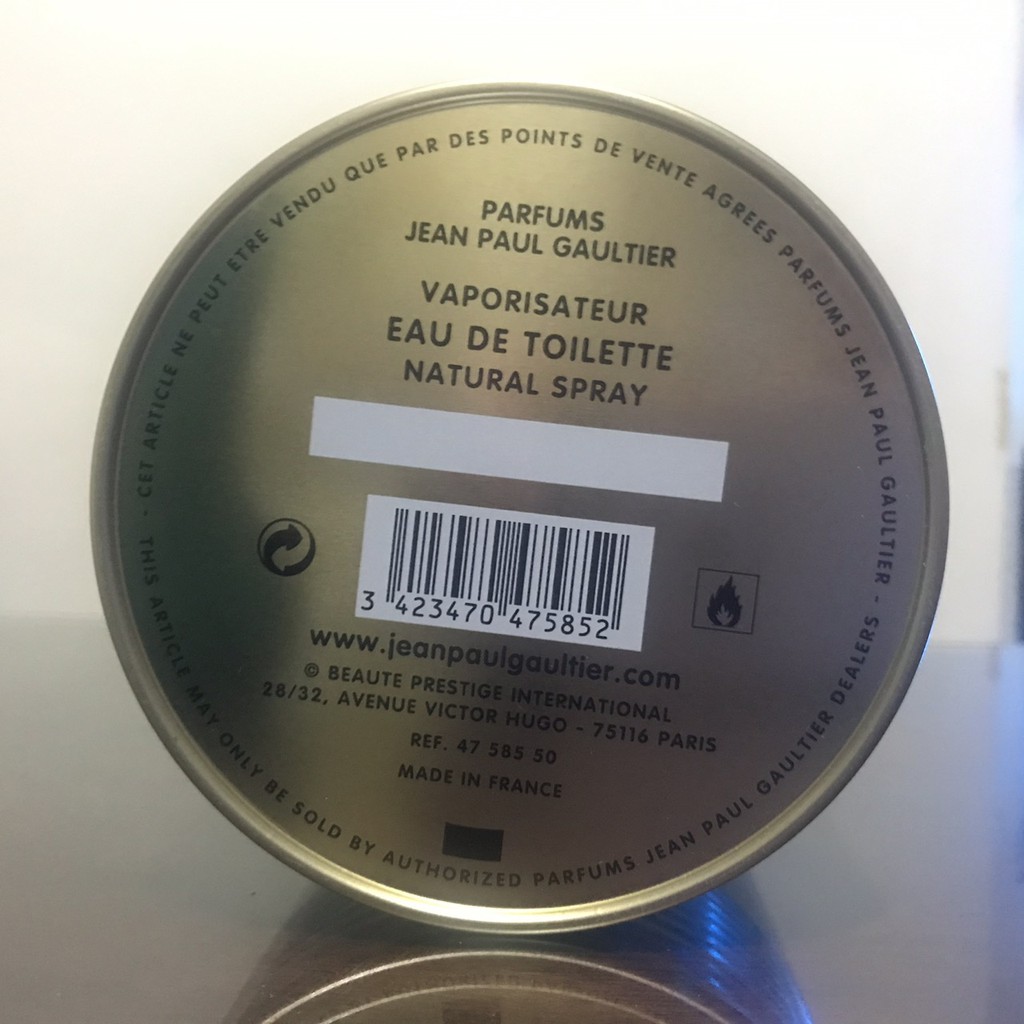 - CET ARTICLE NE PEUT ETRE VENDU QUE PAR DES POINTS DE VENTE AGREES PARFUMS JEAN PAUL GAULTIER -
THIS ARTICLE MAY ONLY BE SOLD BY AUTHORIZED PARFUMS JEAN PAUL GAULTIER DEALERS
PARFUMS
JEAN PAUL GAULTIER
VAPORISATEUR
EAU DE TOILETTE
NATURAL SPRAY
3 423470 475852
www.jeanpaulgaultier.com
© BEAUTE PRESTIGE INTERNATIONAL
28/32, AVENUE VICTOR HUGO - 75116 PARIS
REF. 47 585 50
MADE IN FRANCE